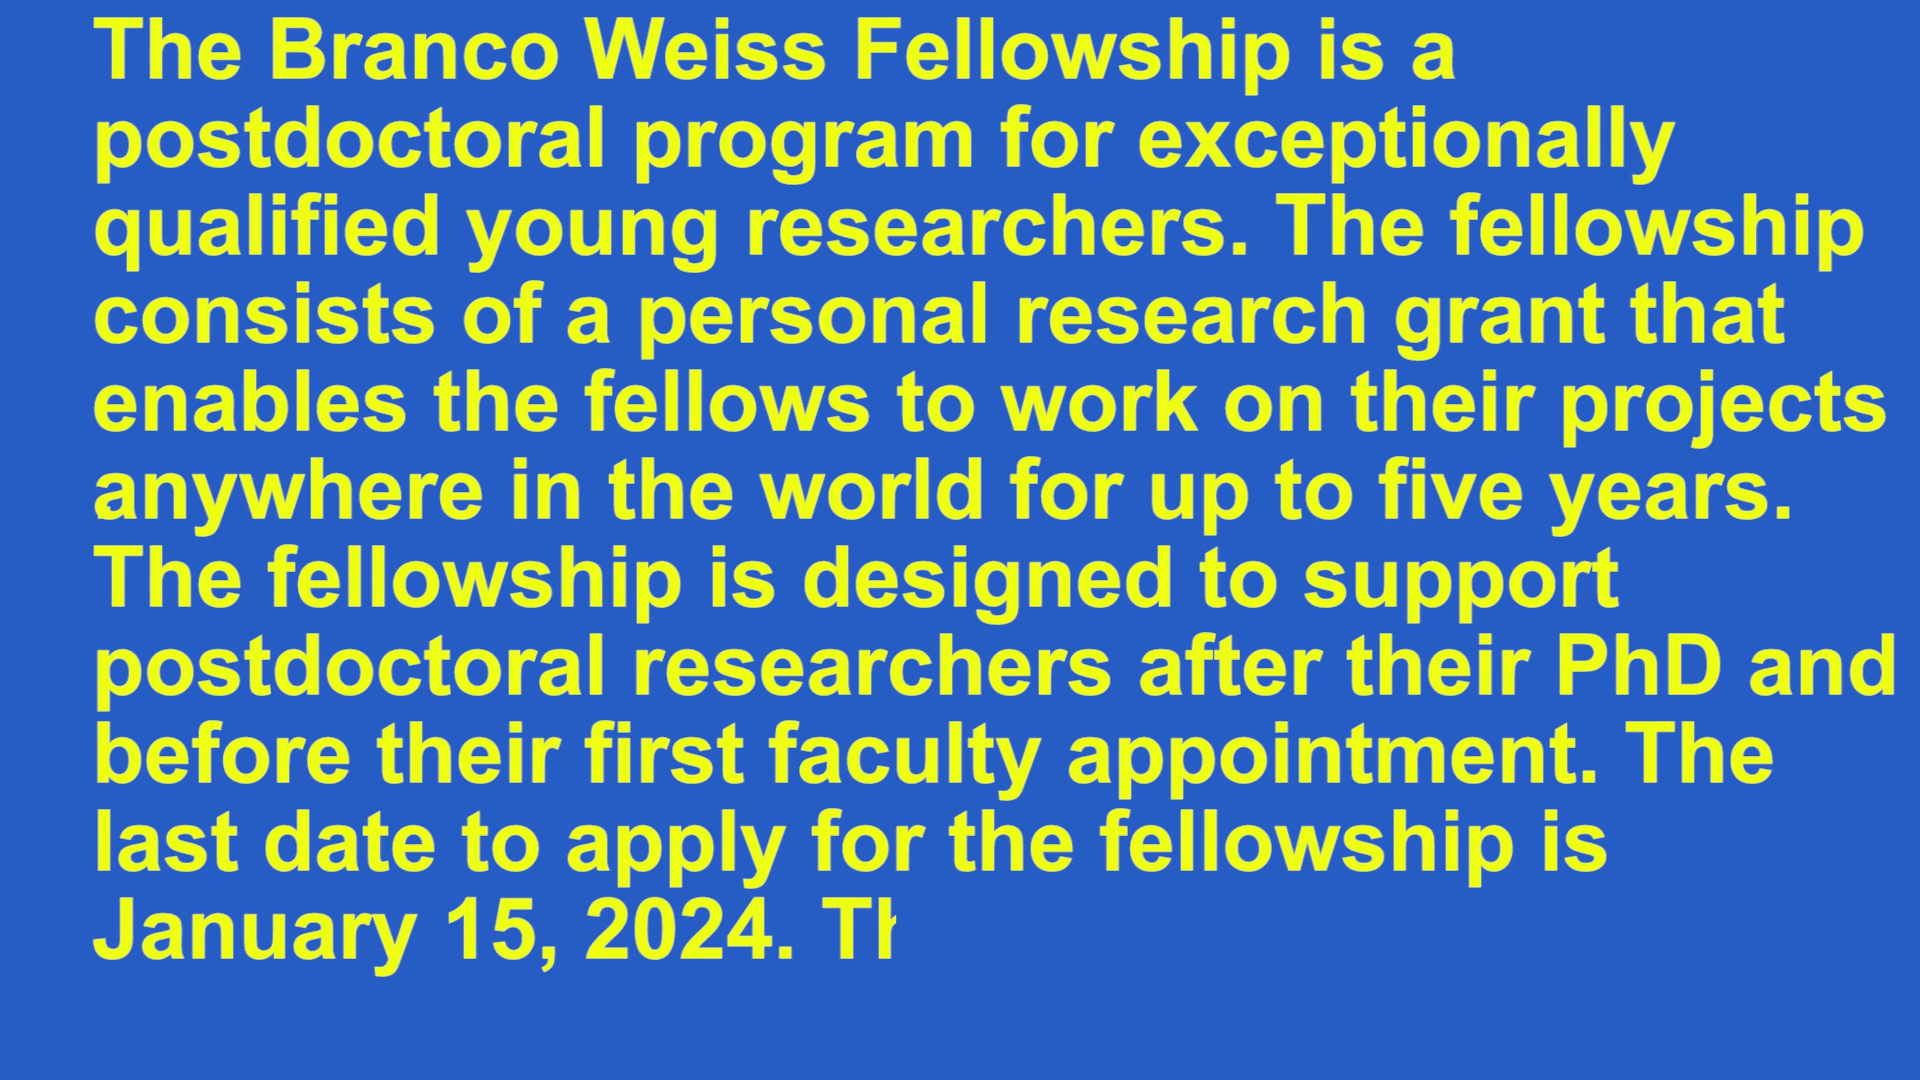 The Branco Weiss Fellowship is a
postdoctoral program for exceptionally
qualified young researchers. The fellowship
consists of a personal research grant that
enables the fellows to work on their projects
anywhere in the world for up to five years.
The fellowship is designed to support
postdoctoral researchers after their PhD and
before their first faculty appointment. The
last date to apply for the fellowship is
January 15, 2024.